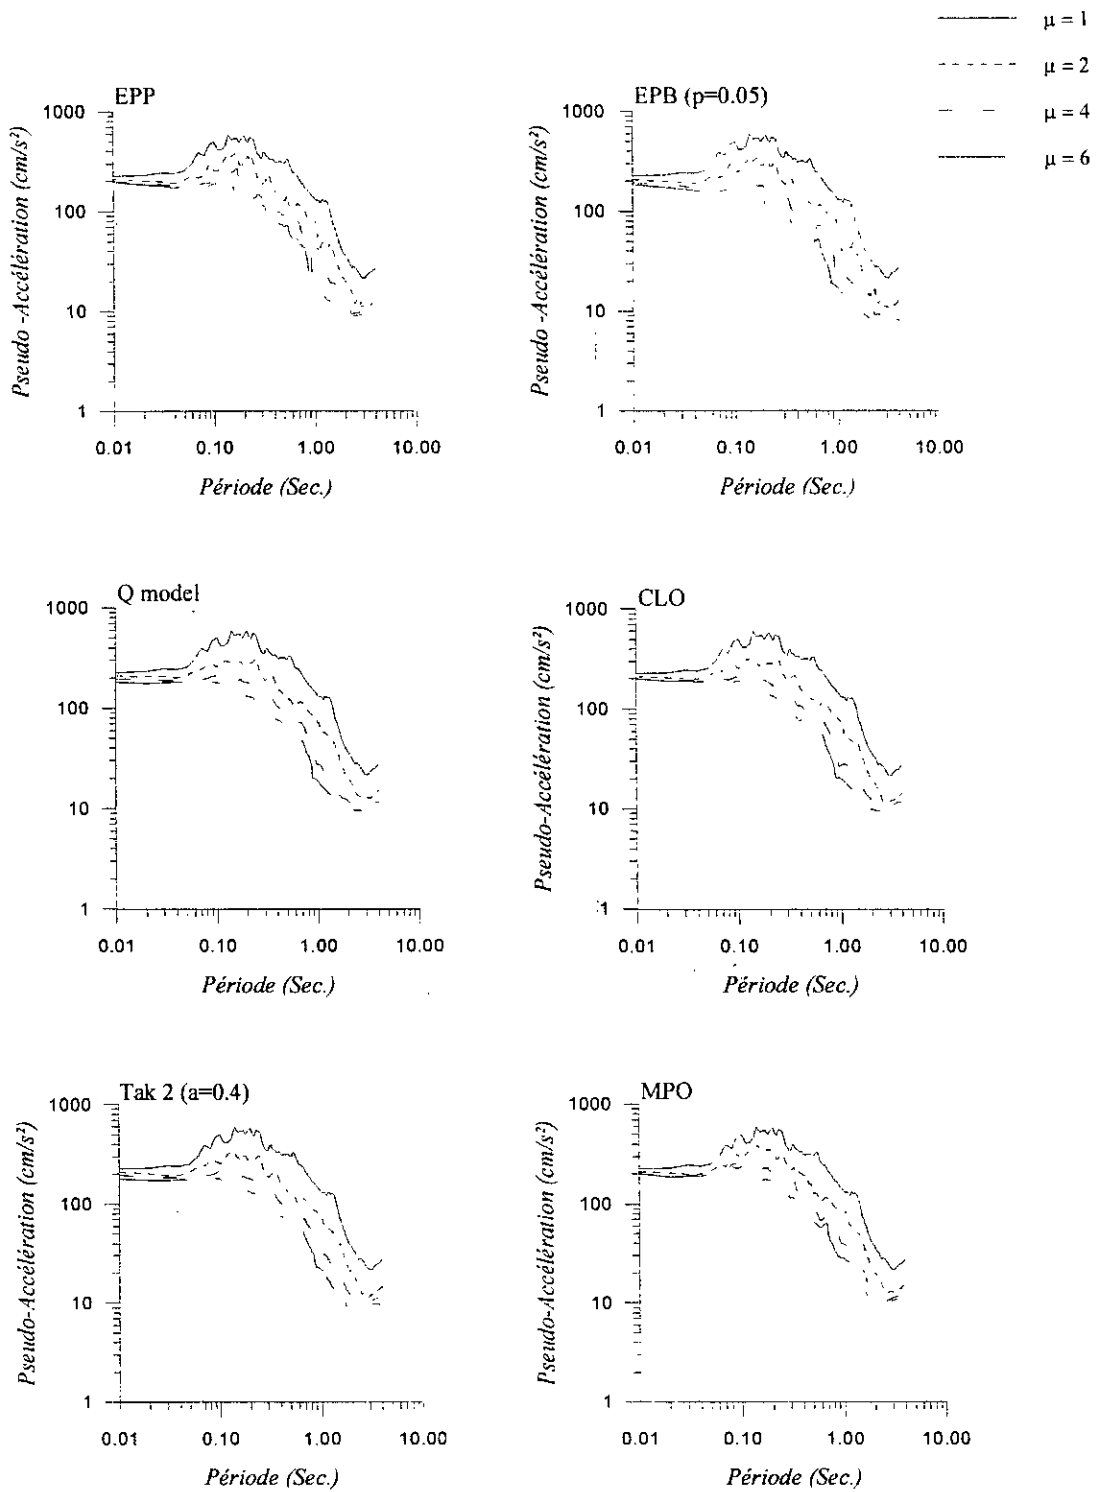 μ = 1
μ = 2
μ = 4
μ = 6
EPP
Pseudo -Accélération (cm/s²)
1000
100
10
1
0.01 0.10 1.00 10.00
Période (Sec.)
EPB (p=0.05)
Pseudo-Accélération (cm/s²)
1000
100
10
1
0.01 0.10 1.00 10.00
Période (Sec.)
Q model
Pseudo-Accélération (cm/s²)
1000
100
10
1
0.01 0.10 1.00 10.00
Période (Sec.)
CLO
Pseudo-Accélération (cm/s²)
1000
100
10
1
0.01 0.10 1.00 10.00
Période (Sec.)
Tak 2 (a=0.4)
Pseudo-Accélération (cm/s²)
1000
100
10
1
0.01 0.10 1.00 10.00
Période (Sec.)
MPO
Pseudo-Accélération (cm/s²)
1000
100
10
1
0.01 0.10 1.00 10.00
Période (Sec.)